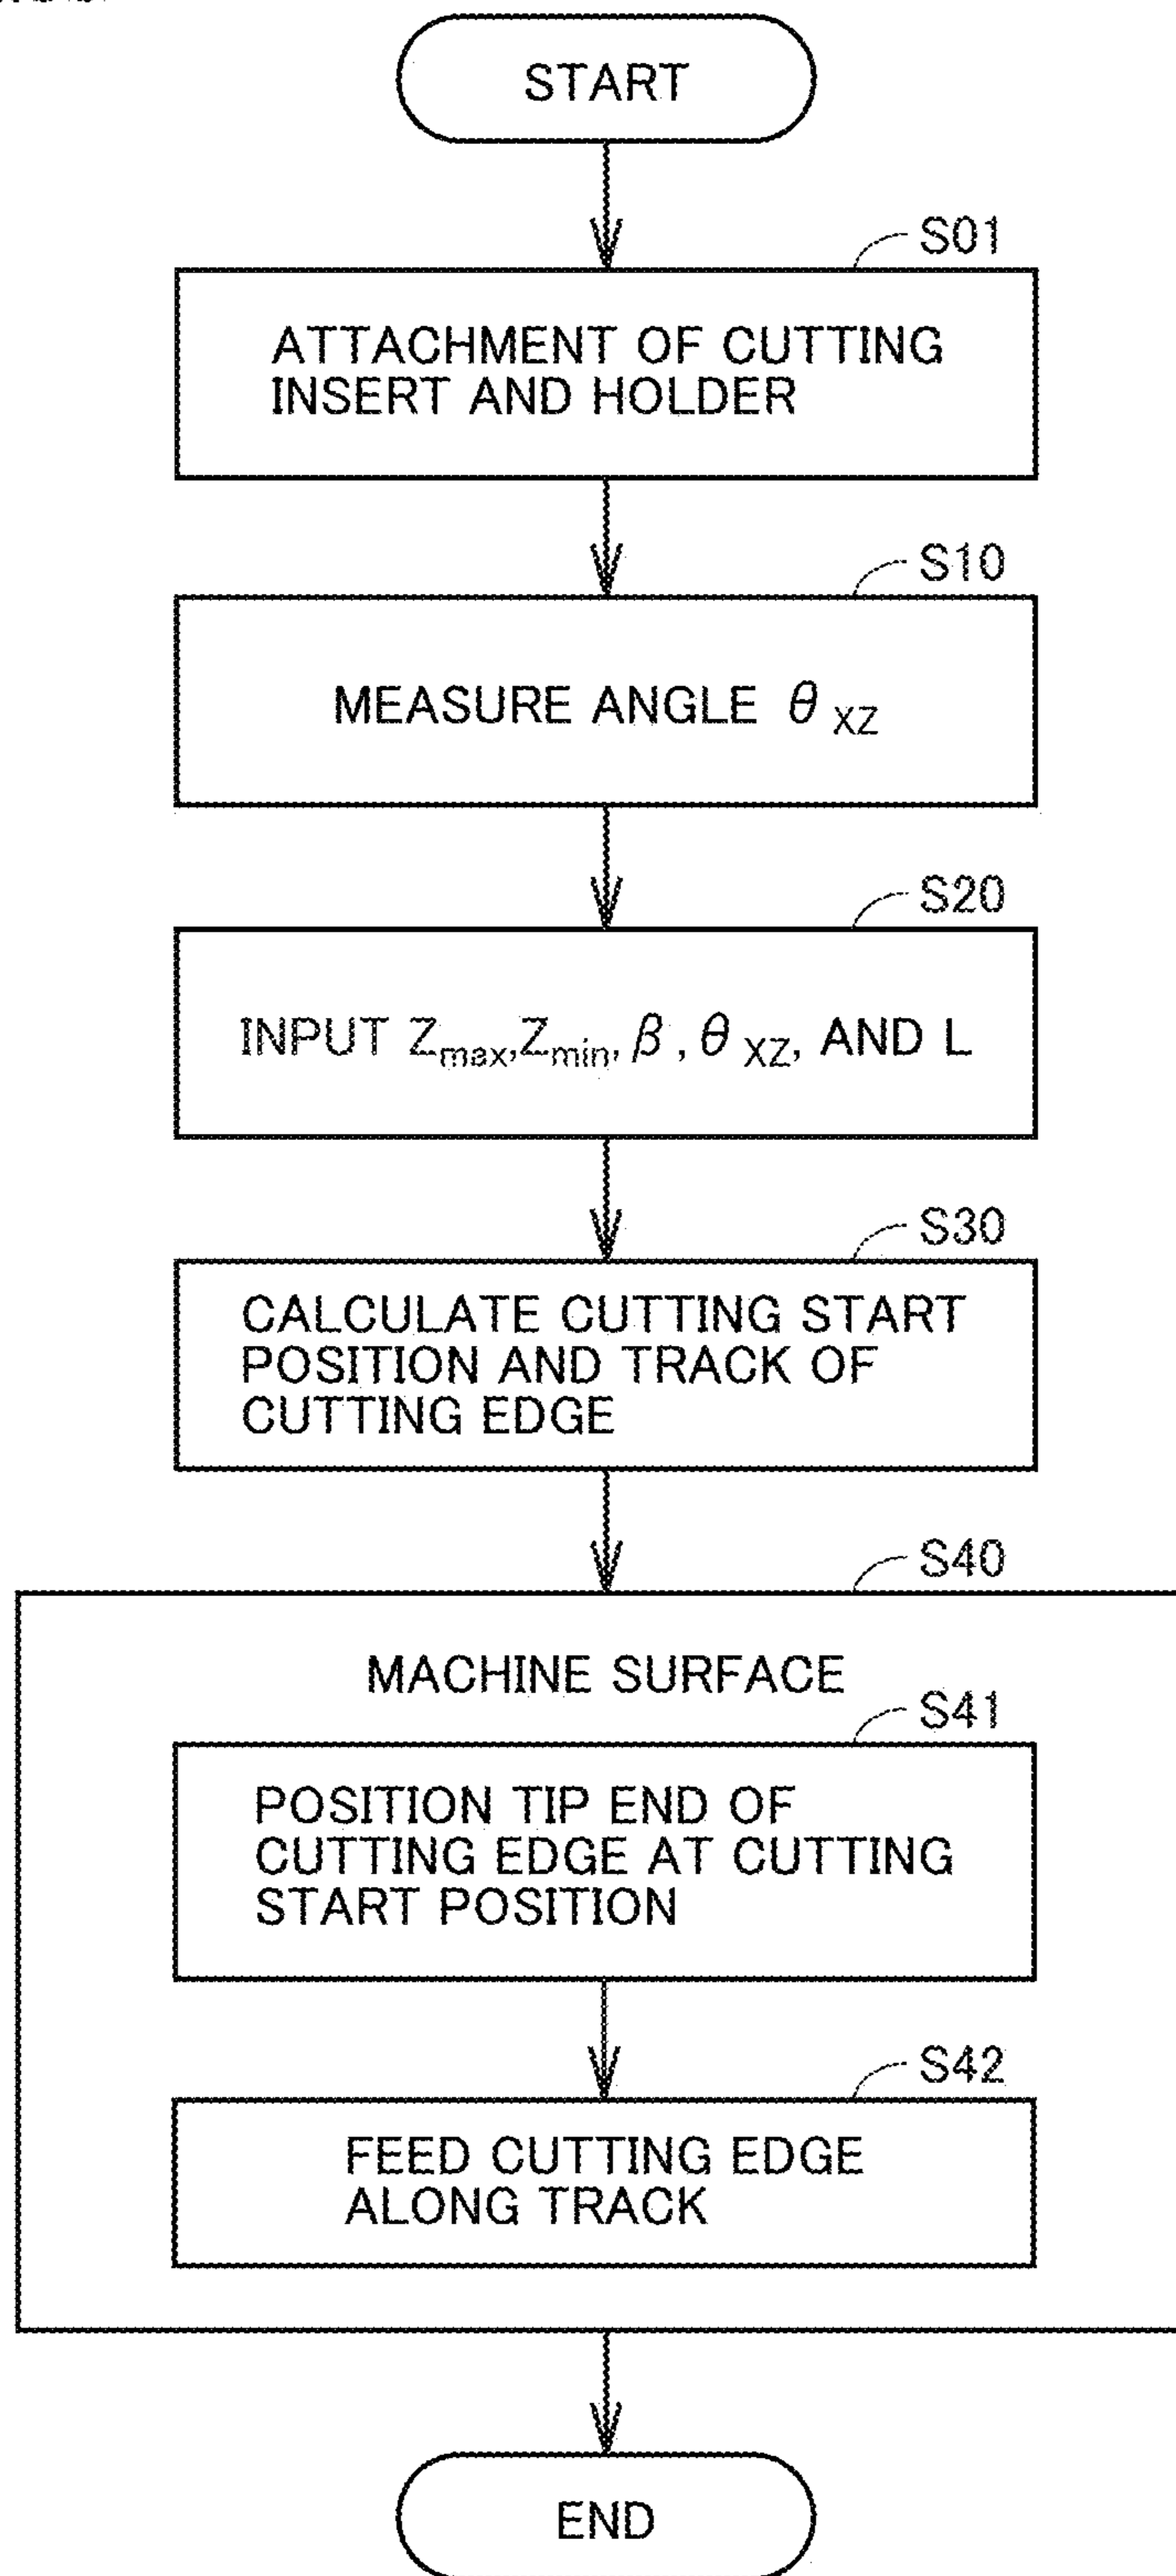 START
S01
ATTACHMENT OF CUTTING
INSERT AND HOLDER
S10
MEASURE ANGLE θXZ
S20
INPUT Zmax,Zmin, β, θXZ, AND L
S30
CALCULATE CUTTING START
POSITION AND TRACK OF
CUTTING EDGE
S40
MACHINE SURFACE
S41
POSITION TIP END OF
CUTTING EDGE AT CUTTING
START POSITION
S42
FEED CUTTING EDGE
ALONG TRACK
END